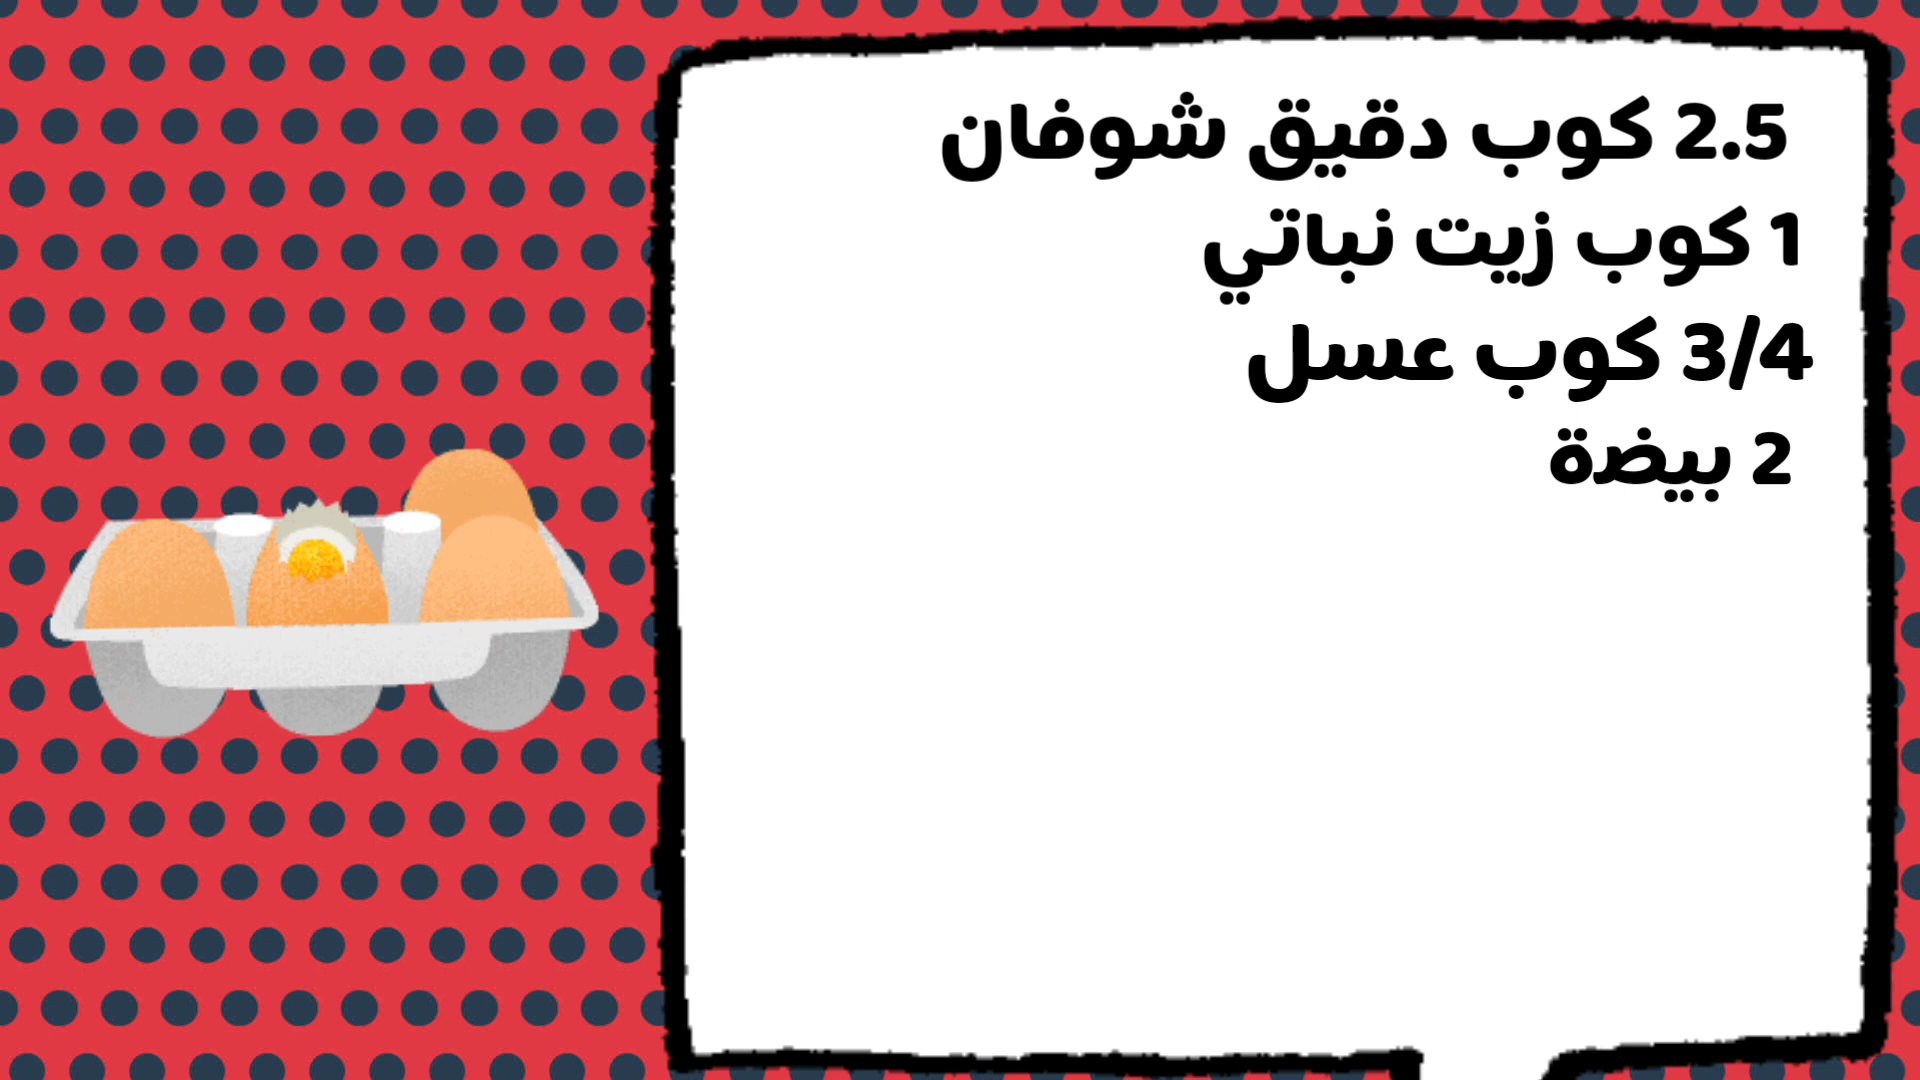 2.5 كوب دقيق شوفان
1 كوب زيت نباتي
3/4 كوب عسل
2 بيضة